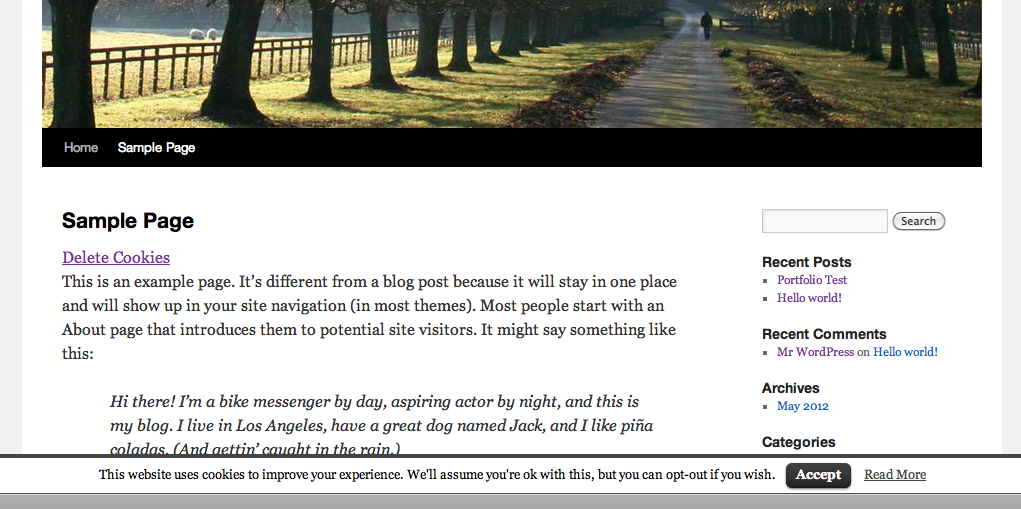 Home Sample Page
Sample Page
Delete Cookies
This is an example page. It’s different from a blog post because it will stay in one place
and will show up in your site navigation (in most themes). Most people start with an
About page that introduces them to potential site visitors. It might say something like
this:
Hi there! I’m a bike messenger by day, aspiring actor by night, and this is
my blog. I live in Los Angeles, have a great dog named Jack, and I like piña
coladas. (And gettin’ caught in the rain.)
Search
Recent Posts
Portfolio Test
Hello world!
Recent Comments
Mr WordPress on Hello world!
Archives
May 2012
Categories
This website uses cookies to improve your experience. We'll assume you're ok with this, but you can opt-out if you wish. Accept Read More